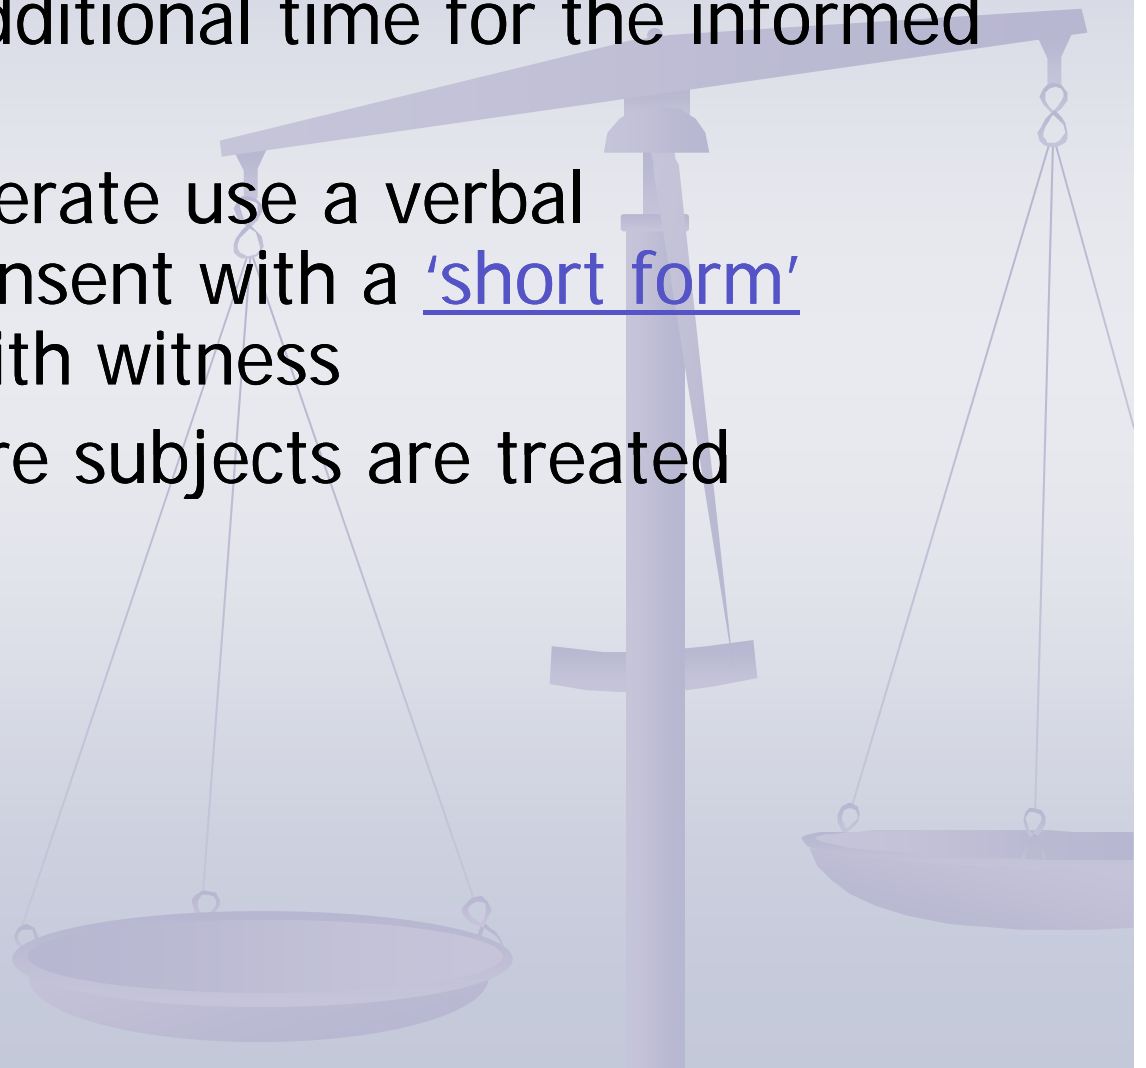 dditional time for the informed
erate use a verbal
nsent with a ‘short form’
ith witness
re subjects are treated